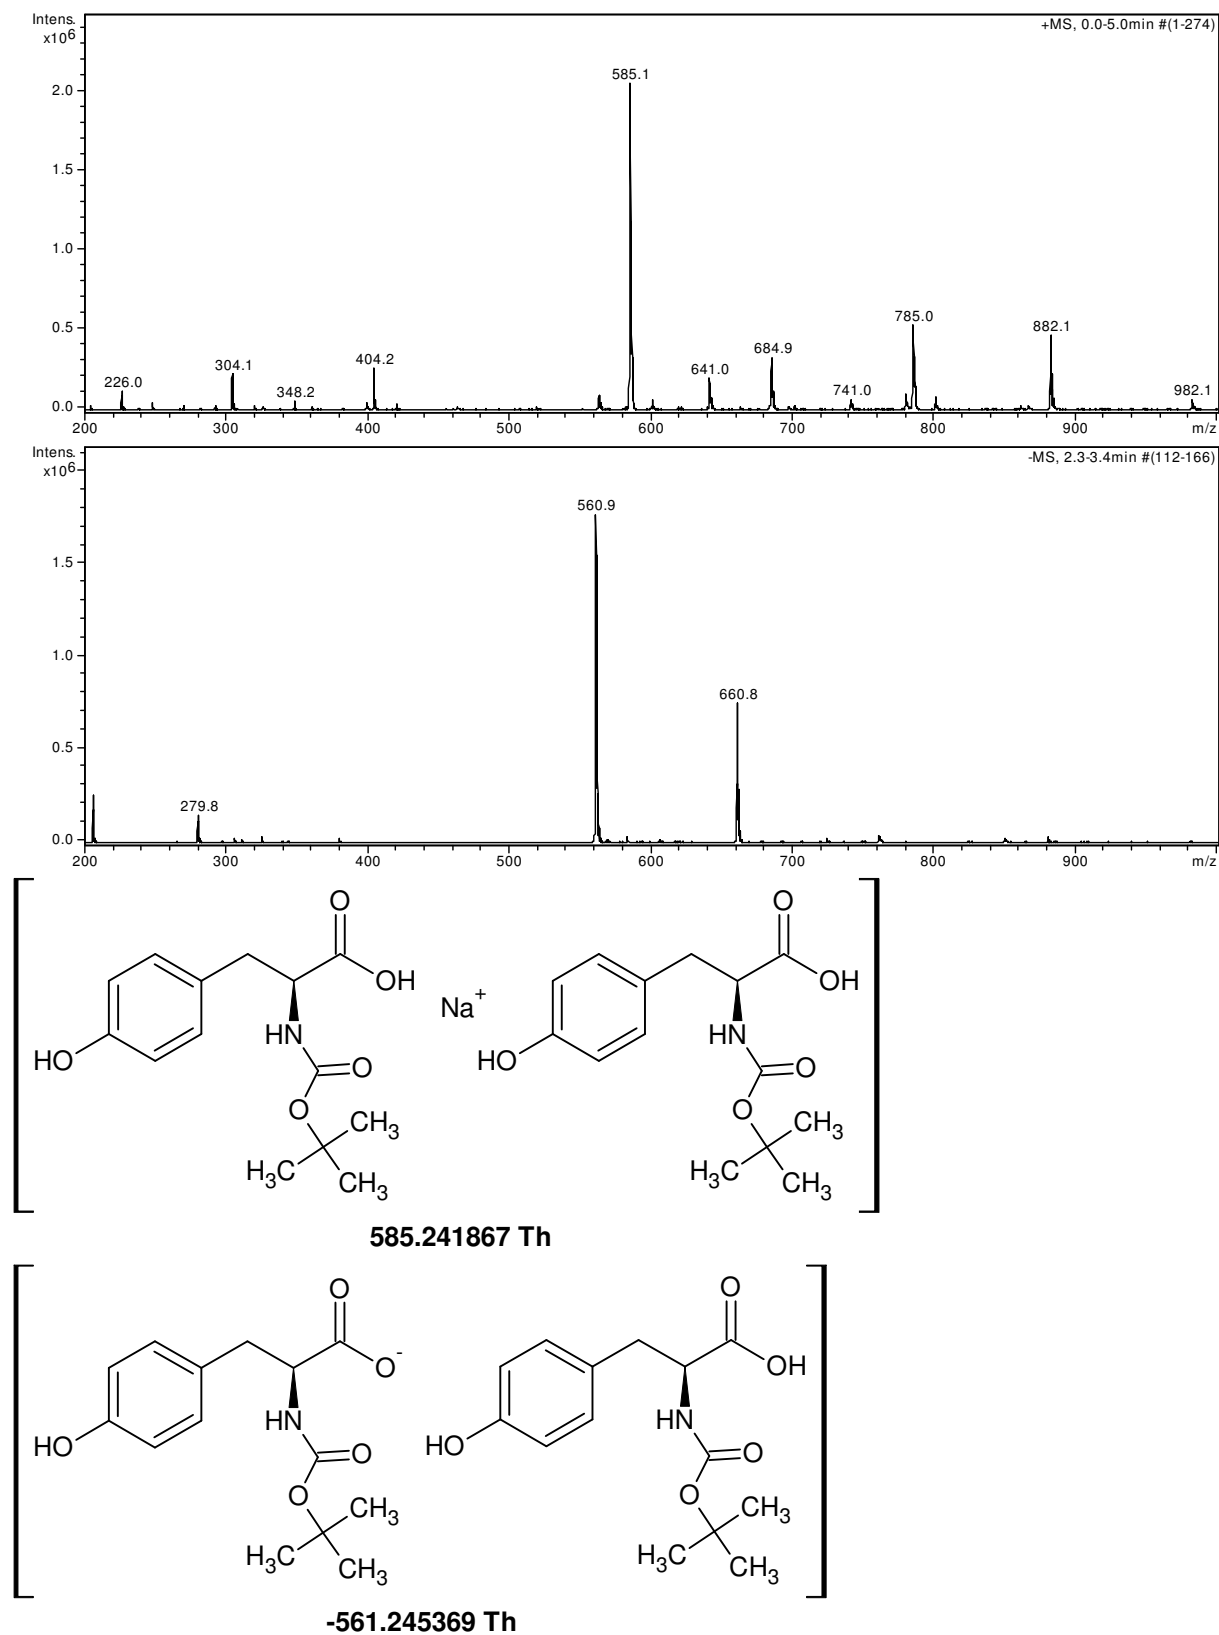 Intens.
x10⁶
+MS, 0.0-5.0min #(1-274)
585.1
2.0
1.5
1.0
0.5
785.0
882.1
684.9
404.2
304.1
641.0
226.0
348.2
741.0
982.1
0.0
200 300 400 500 600 700 800 900 m/z
Intens.
x10⁶
-MS, 2.3-3.4min #(112-166)
560.9
1.5
1.0
660.8
0.5
279.8
0.0
200 300 400 500 600 700 800 900 m/z
O O
OH OH
Na⁺
HN HN
HO HO
O O
O O
CH₃ CH₃
H₃C CH₃ H₃C CH₃
585.241867 Th
O O
O⁻ OH
HN HN
HO HO
O O
O O
CH₃ CH₃
H₃C CH₃ H₃C CH₃
-561.245369 Th